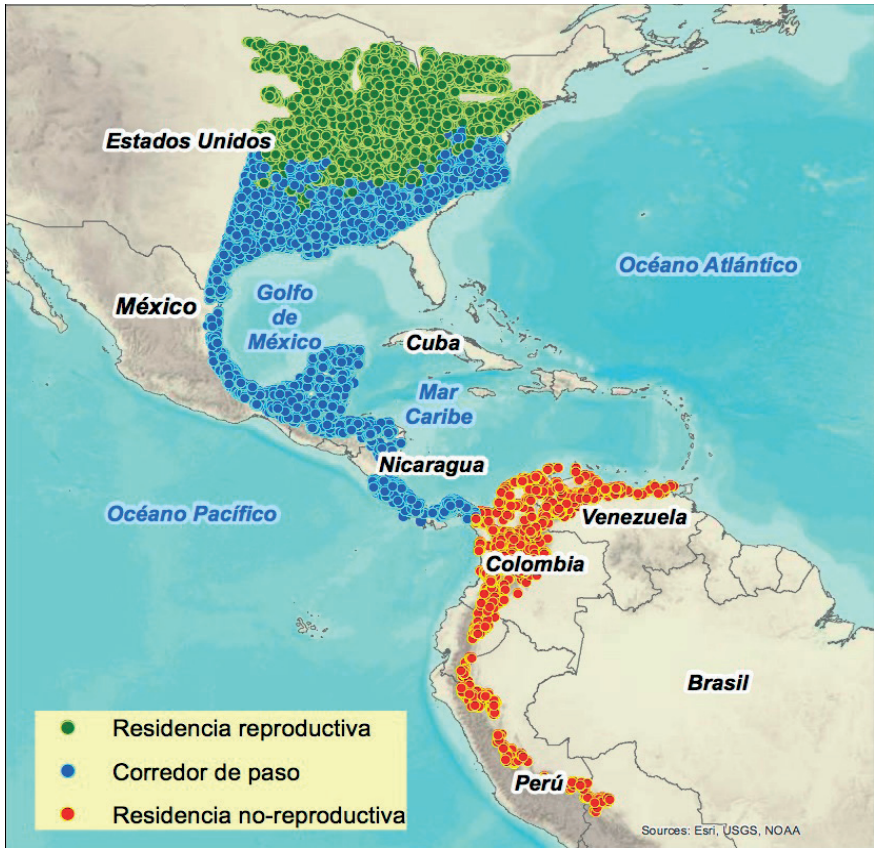 Estados Unidos
Océano Atlántico
México
Golfo
de
México
Cuba
Mar
Caribe
Nicaragua
Océano Pacífico
Venezuela
Colombia
Brasil
Residencia reproductiva
Corredor de paso
Residencia no-reproductiva
Perú
Sources: Esri, USGS, NOAA